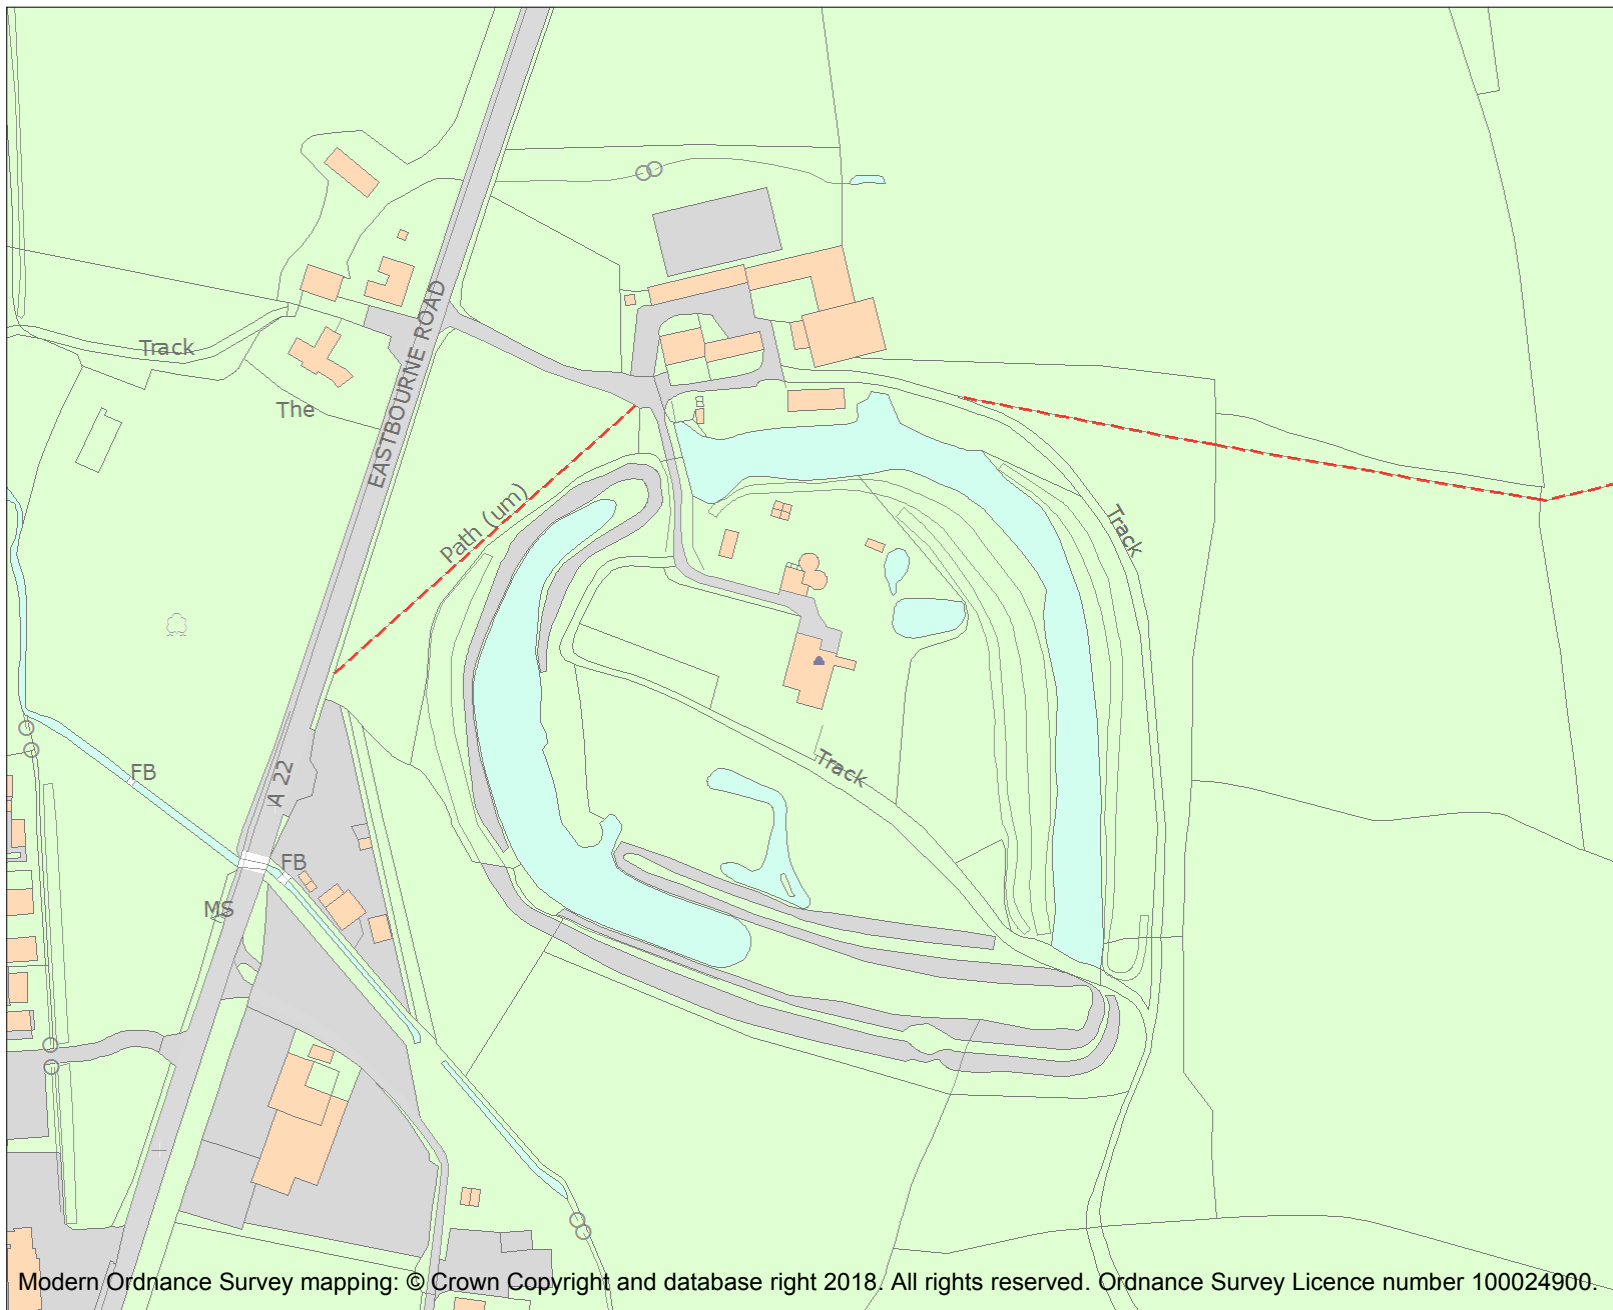 Track
The
EASTBOURNE ROAD
Path (um)
Track
FB
A 22
Track
FB
MS
Modern Ordnance Survey mapping: © Crown Copyright and database right 2018. All rights reserved. Ordnance Survey Licence number 100024900.